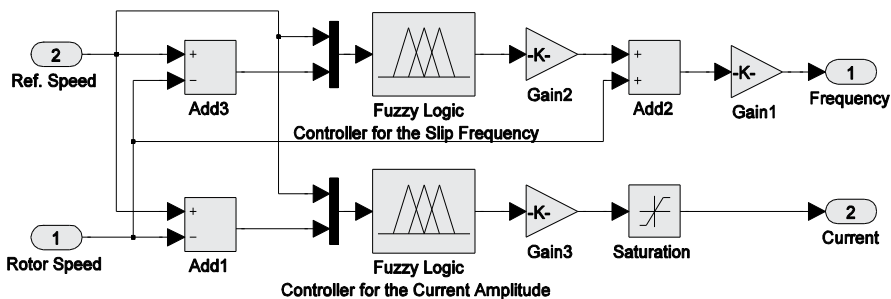 2
Ref. Speed
+
−
Add3
Fuzzy Logic
Controller for the Slip Frequency
-K-
Gain2
+
+
Add2
-K-
Gain1
1
Frequency
1
Rotor Speed
+
−
Add1
Fuzzy Logic
Controller for the Current Amplitude
-K-
Gain3
Saturation
2
Current